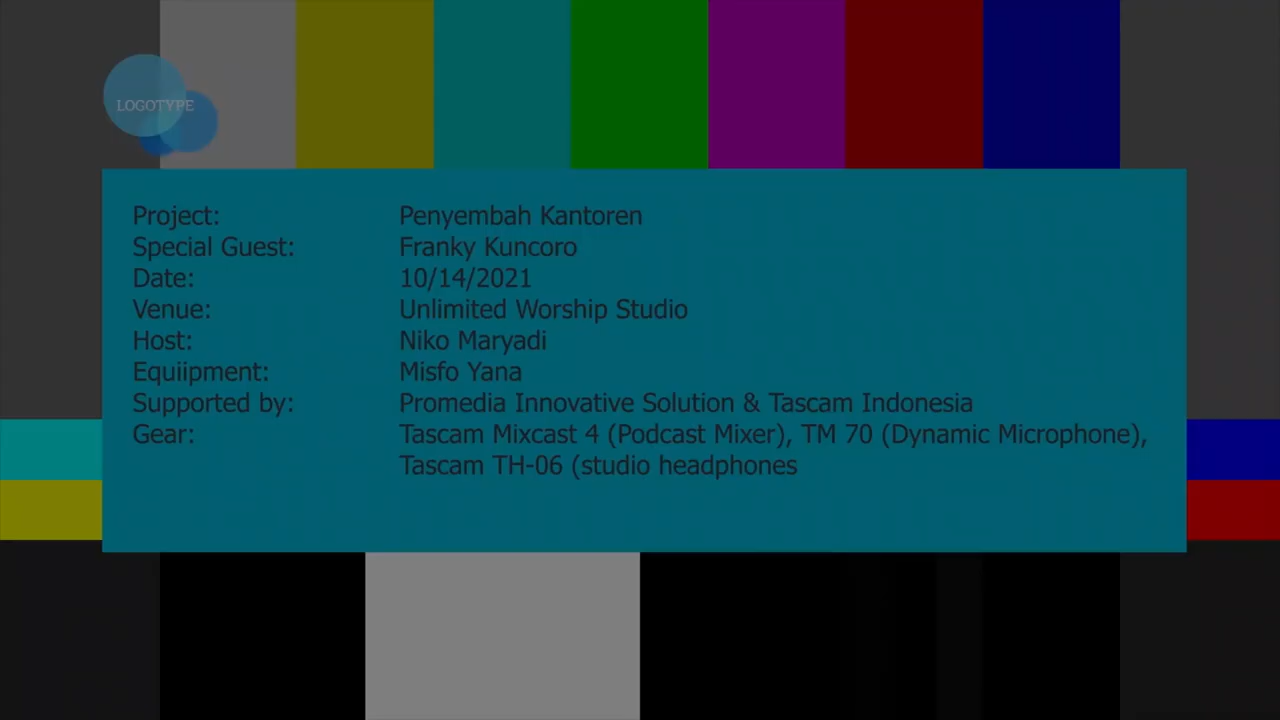 LOGOTYPE
Project: Penyembah Kantoren
Special Guest: Franky Kuncoro
Date: 10/14/2021
Venue: Unlimited Worship Studio
Host: Niko Maryadi
Equiipment: Misfo Yana
Supported by: Promedia Innovative Solution & Tascam Indonesia
Gear: Tascam Mixcast 4 (Podcast Mixer), TM 70 (Dynamic Microphone),
Tascam TH-06 (studio headphones